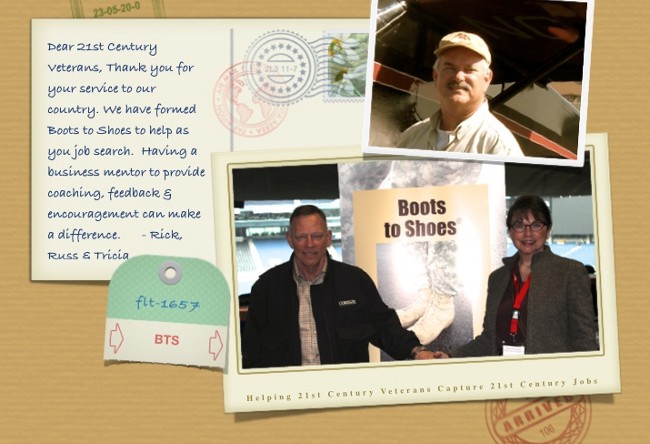 23-05-20-0
Dear 21st Century
Veterans, Thank you for
your service to our
country. We have formed
Boots to Shoes to help as
you job search. Having a
business mentor to provide
coaching, feedback &
encouragement can make
a difference. - Rick,
Russ & Tricia
flt-1657
BTS
Boots
to Shoes
Helping 21st Century Veterans Capture 21st Century Jobs
ARRIVED
106